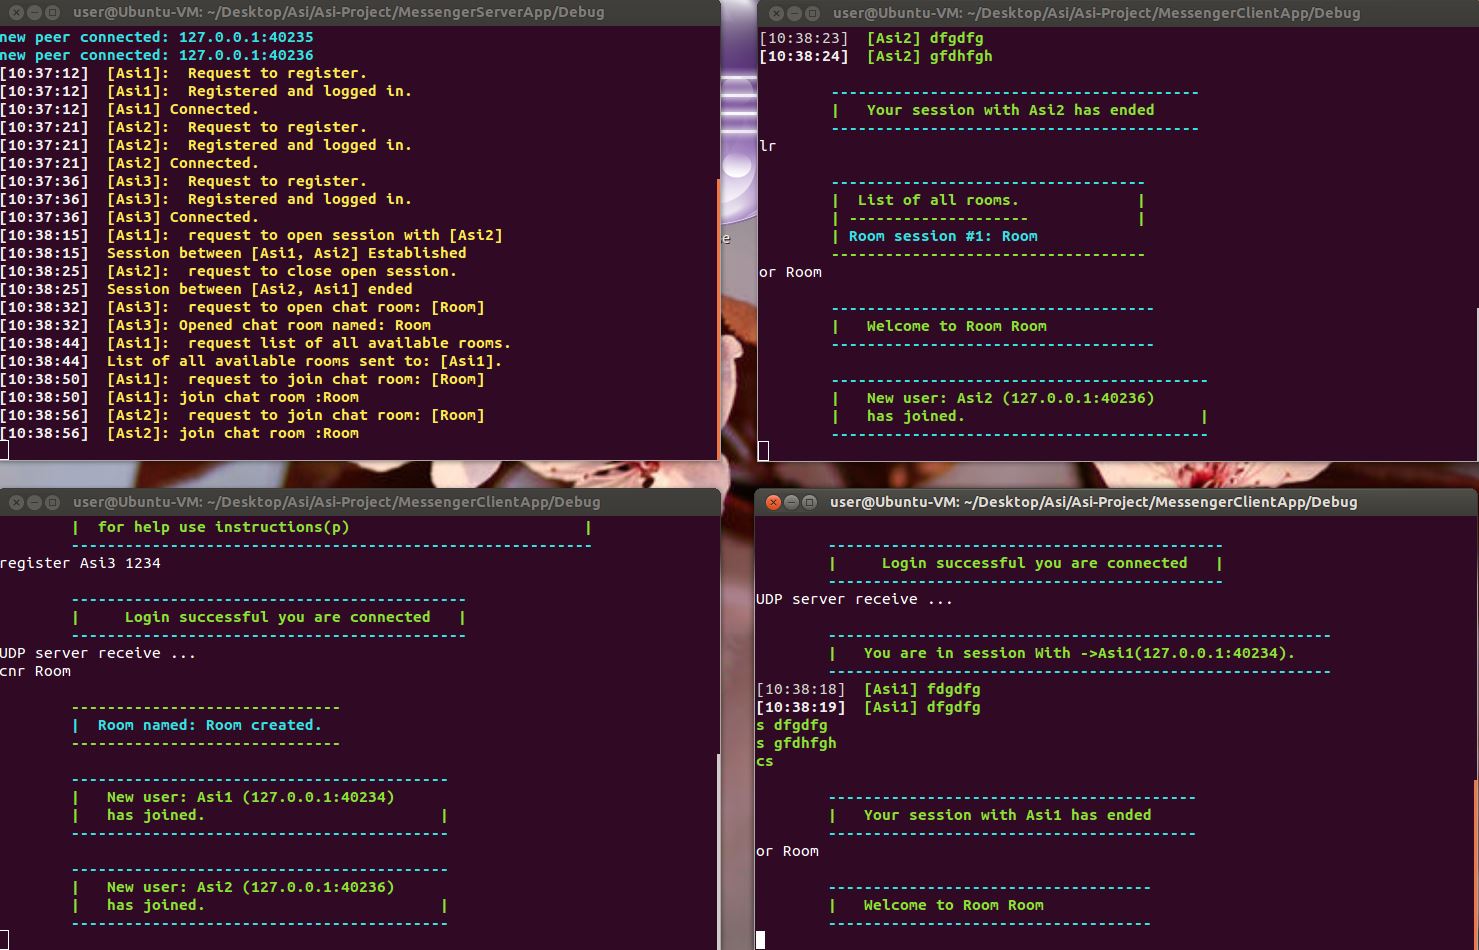 user@Ubuntu-VM: ~/Desktop/Asi/Asi-Project/MessengerServerApp/Debug
new peer connected: 127.0.0.1:40235
new peer connected: 127.0.0.1:40236
[10:37:12]  [Asi1]:  Request to register.
[10:37:12]  [Asi1]:  Registered and logged in.
[10:37:12]  [Asi1] Connected.
[10:37:21]  [Asi2]:  Request to register.
[10:37:21]  [Asi2]:  Registered and logged in.
[10:37:21]  [Asi2] Connected.
[10:37:36]  [Asi3]:  Request to register.
[10:37:36]  [Asi3]:  Registered and logged in.
[10:37:36]  [Asi3] Connected.
[10:38:15]  [Asi1]:  request to open session with [Asi2]
[10:38:15]  Session between [Asi1, Asi2] Established
[10:38:25]  [Asi2]:  request to close open session.
[10:38:25]  Session between [Asi2, Asi1] ended
[10:38:32]  [Asi3]:  request to open chat room: [Room]
[10:38:32]  [Asi3]: Opened chat room named: Room
[10:38:44]  [Asi1]:  request list of all available rooms.
[10:38:44]  List of all available rooms sent to: [Asi1].
[10:38:50]  [Asi1]:  request to join chat room: [Room]
[10:38:50]  [Asi1]: join chat room :Room
[10:38:56]  [Asi2]:  request to join chat room: [Room]
[10:38:56]  [Asi2]: join chat room :Room
user@Ubuntu-VM: ~/Desktop/Asi/Asi-Project/MessengerClientApp/Debug
[10:38:23]  [Asi2] dfgdfg
[10:38:24]  [Asi2] gfdhfgh
-----------------------------------------
|   Your session with Asi2 has ended
-----------------------------------------
lr
-----------------------------------
|  List of all rooms.             |
| --------------------            |
| Room session #1: Room
-----------------------------------
or Room
------------------------------------
|   Welcome to Room Room
------------------------------------
------------------------------------------
|   New user: Asi2 (127.0.0.1:40236)
|   has joined.                           |
------------------------------------------
user@Ubuntu-VM: ~/Desktop/Asi/Asi-Project/MessengerClientApp/Debug
|  for help use instructions(p)                          |
----------------------------------------------------------
register Asi3 1234
--------------------------------------------
|     Login successful you are connected   |
--------------------------------------------
UDP server receive ...
cnr Room
------------------------------
|  Room named: Room created.
------------------------------
------------------------------------------
|   New user: Asi1 (127.0.0.1:40234)
|   has joined.                          |
------------------------------------------
------------------------------------------
|   New user: Asi2 (127.0.0.1:40236)
|   has joined.                          |
------------------------------------------
user@Ubuntu-VM: ~/Desktop/Asi/Asi-Project/MessengerClientApp/Debug
--------------------------------------------
|     Login successful you are connected   |
--------------------------------------------
UDP server receive ...
--------------------------------------------------------
|   You are in session With ->Asi1(127.0.0.1:40234).
--------------------------------------------------------
[10:38:18]  [Asi1] fdgdfg
[10:38:19]  [Asi1] dfgdfg
s dfgdfg
s gfdhfgh
cs
-----------------------------------------
|   Your session with Asi1 has ended
-----------------------------------------
or Room
------------------------------------
|   Welcome to Room Room
------------------------------------